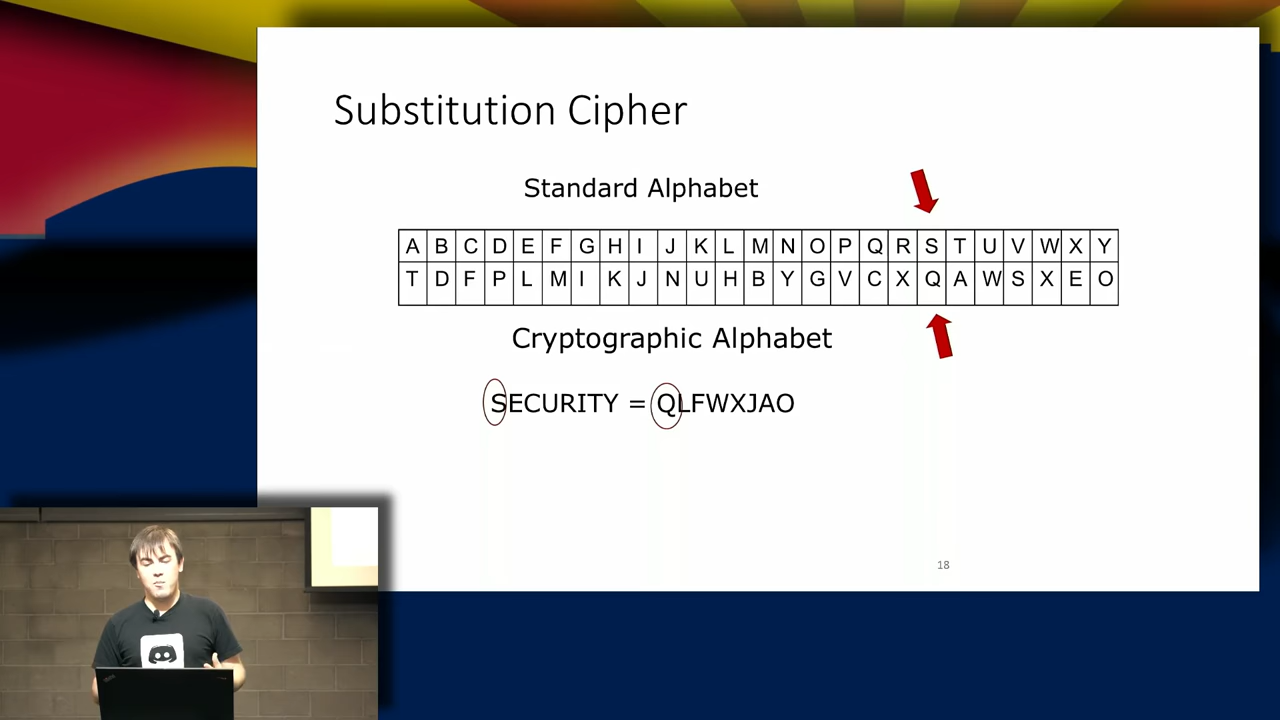 Substitution Cipher
Standard Alphabet
A B C D E F G H I J K L M N O P Q R S T U V W X Y
T D F P L M I K J N U H B Y G V C X Q A W S X E O
Cryptographic Alphabet
SECURITY = QLFWXJAO
18